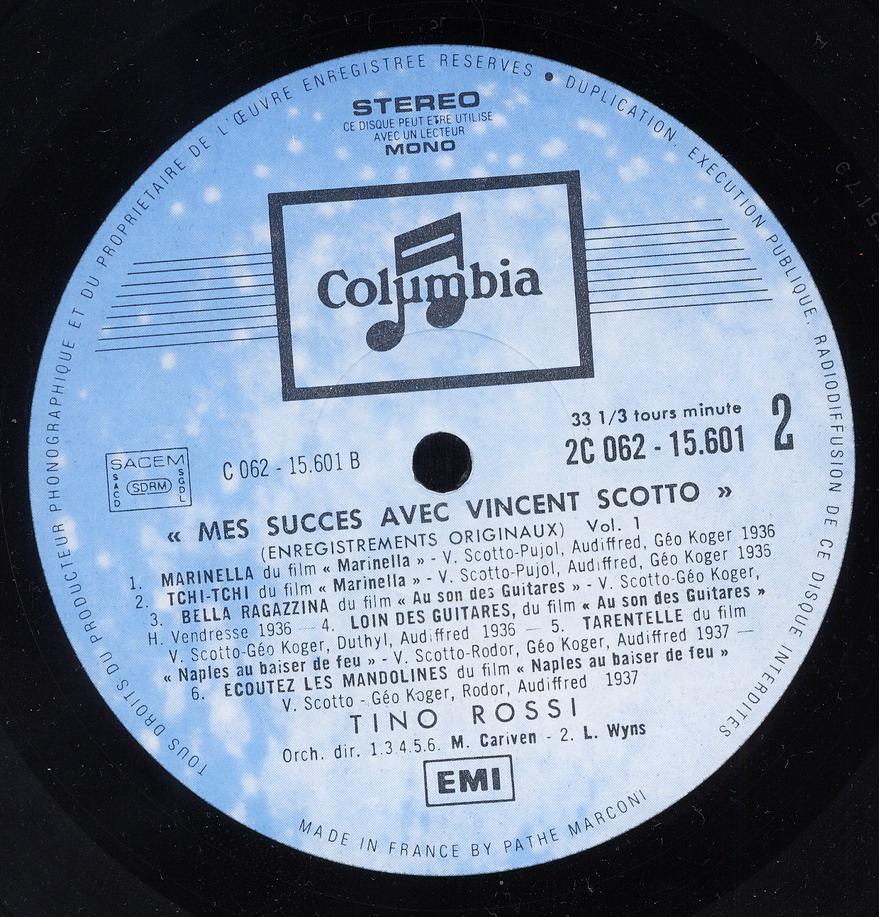 TOUS DROITS DU PRODUCTEUR PHONOGRAPHIQUE ET DU PROPRIETAIRE DE L'ŒUVRE ENREGISTREE RESERVES • DUPLICATION, EXECUTION PUBLIQUE, RADIODIFFUSION DE CE DISQUE INTERDITES
STEREO
CE DISQUE PEUT ETRE UTILISE
AVEC UN LECTEUR
MONO
Columbia
33 1/3 tours minute
2C 062 - 15.601
2
SACEM
SACD
SDRM
SGDL
C 062 - 15.601 B
« MES SUCCES AVEC VINCENT SCOTTO »
(ENREGISTREMENTS ORIGINAUX) Vol. 1
1. MARINELLA du film « Marinella » - V. Scotto-Pujol, Audiffred, Géo Koger 1936
2. TCHI-TCHI du film « Marinella » - V. Scotto-Pujol, Audiffred, Géo Koger 1936
3. BELLA RAGAZZINA du film « Au son des Guitares » - V. Scotto-Géo Koger,
H. Vendresse 1936 — 4. LOIN DES GUITARES, du film « Au son des Guitares »
V. Scotto-Géo Koger, Duthyl, Audiffred 1936 — 5. TARENTELLE du film
« Naples au baiser de feu » - V. Scotto-Rodor, Géo Koger, Audiffred 1937 —
6. ECOUTEZ LES MANDOLINES du film « Naples au baiser de feu »
V. Scotto - Géo Koger, Rodor, Audiffred 1937
TINO ROSSI
Orch. dir. 1.3.4.5.6. M. Cariven - 2. L. Wyns
EMI
MADE IN FRANCE BY PATHE MARCONI